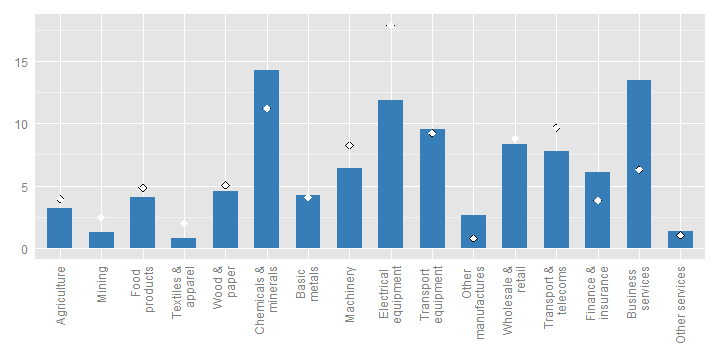 15
10
5
0
Agriculture
Mining
Food
products
Textiles &
apparel
Wood &
paper
Chemicals &
minerals
Basic
metals
Machinery
Electrical
equipment
Transport
equipment
Other
manufactures
Wholesale &
retail
Transport &
telecoms
Finance &
insurance
Business
services
Other services